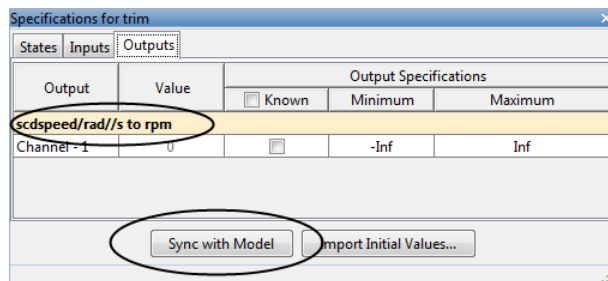 Specifications for trim
States Inputs Outputs
Output Value Output Specifications
Known Minimum Maximum
scdspeed/rad//s to rpm
Channel - 1 0 -Inf Inf
Sync with Model Import Initial Values...